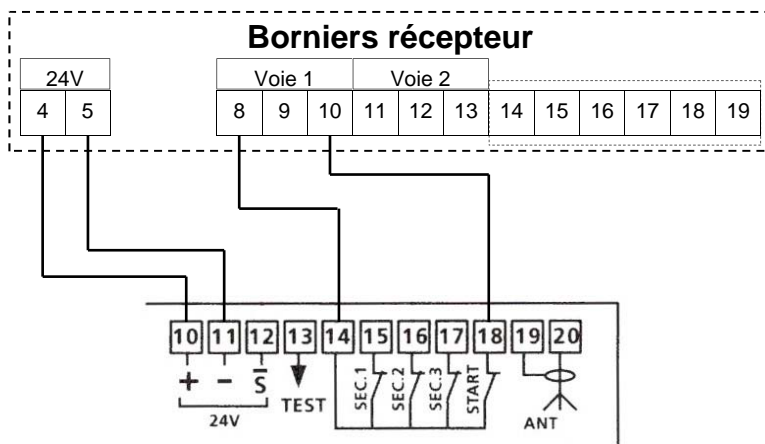 Borniers récepteur
24V Voie 1 Voie 2
4 5 8 9 10 11 12 13 14 15 16 17 18 19
10 11 12 13 14 15 16 17 18 19 20
+ - S̅ TEST SEC.1 SEC.2 SEC.3 START ANT
24V